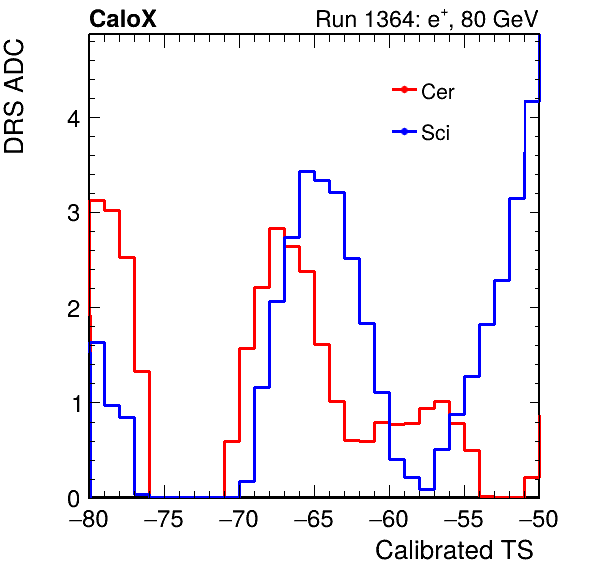 CaloX Run 1364: e⁺, 80 GeV
DRS ADC
Cer
Sci
4
3
2
1
0
−80 −75 −70 −65 −60 −55 −50
Calibrated TS